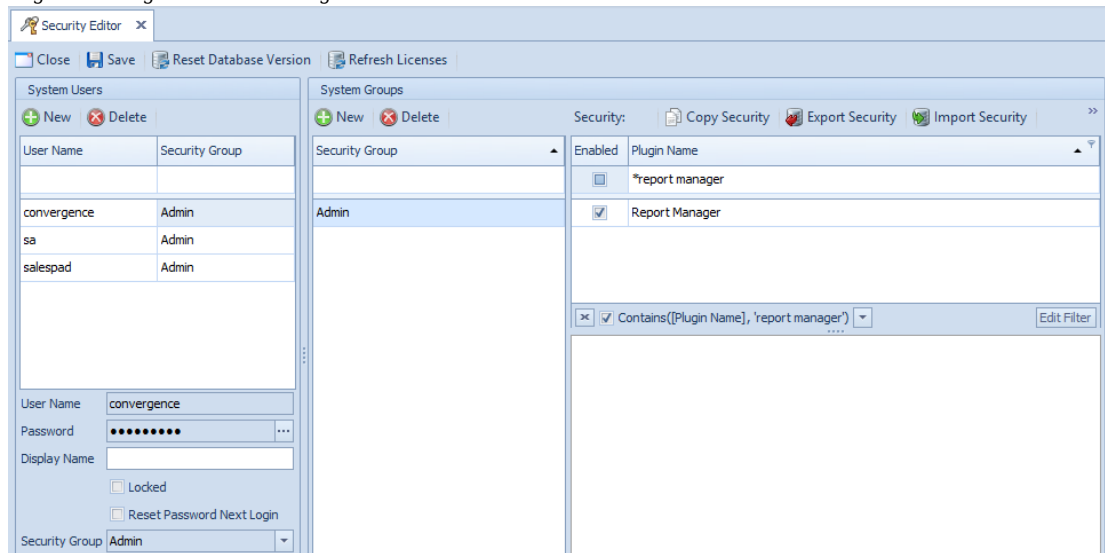 Security Editor
Close Save Reset Database Version Refresh Licenses
System Users
System Groups
New Delete
New Delete
Security: Copy Security Export Security Import Security
User Name Security Group
Security Group
Enabled Plugin Name
*report manager
convergence Admin
Admin
Report Manager
sa Admin
salespad Admin
Contains([Plugin Name], 'report manager') Edit Filter
User Name convergence
Password •••••••••
Display Name
Locked
Reset Password Next Login
Security Group Admin